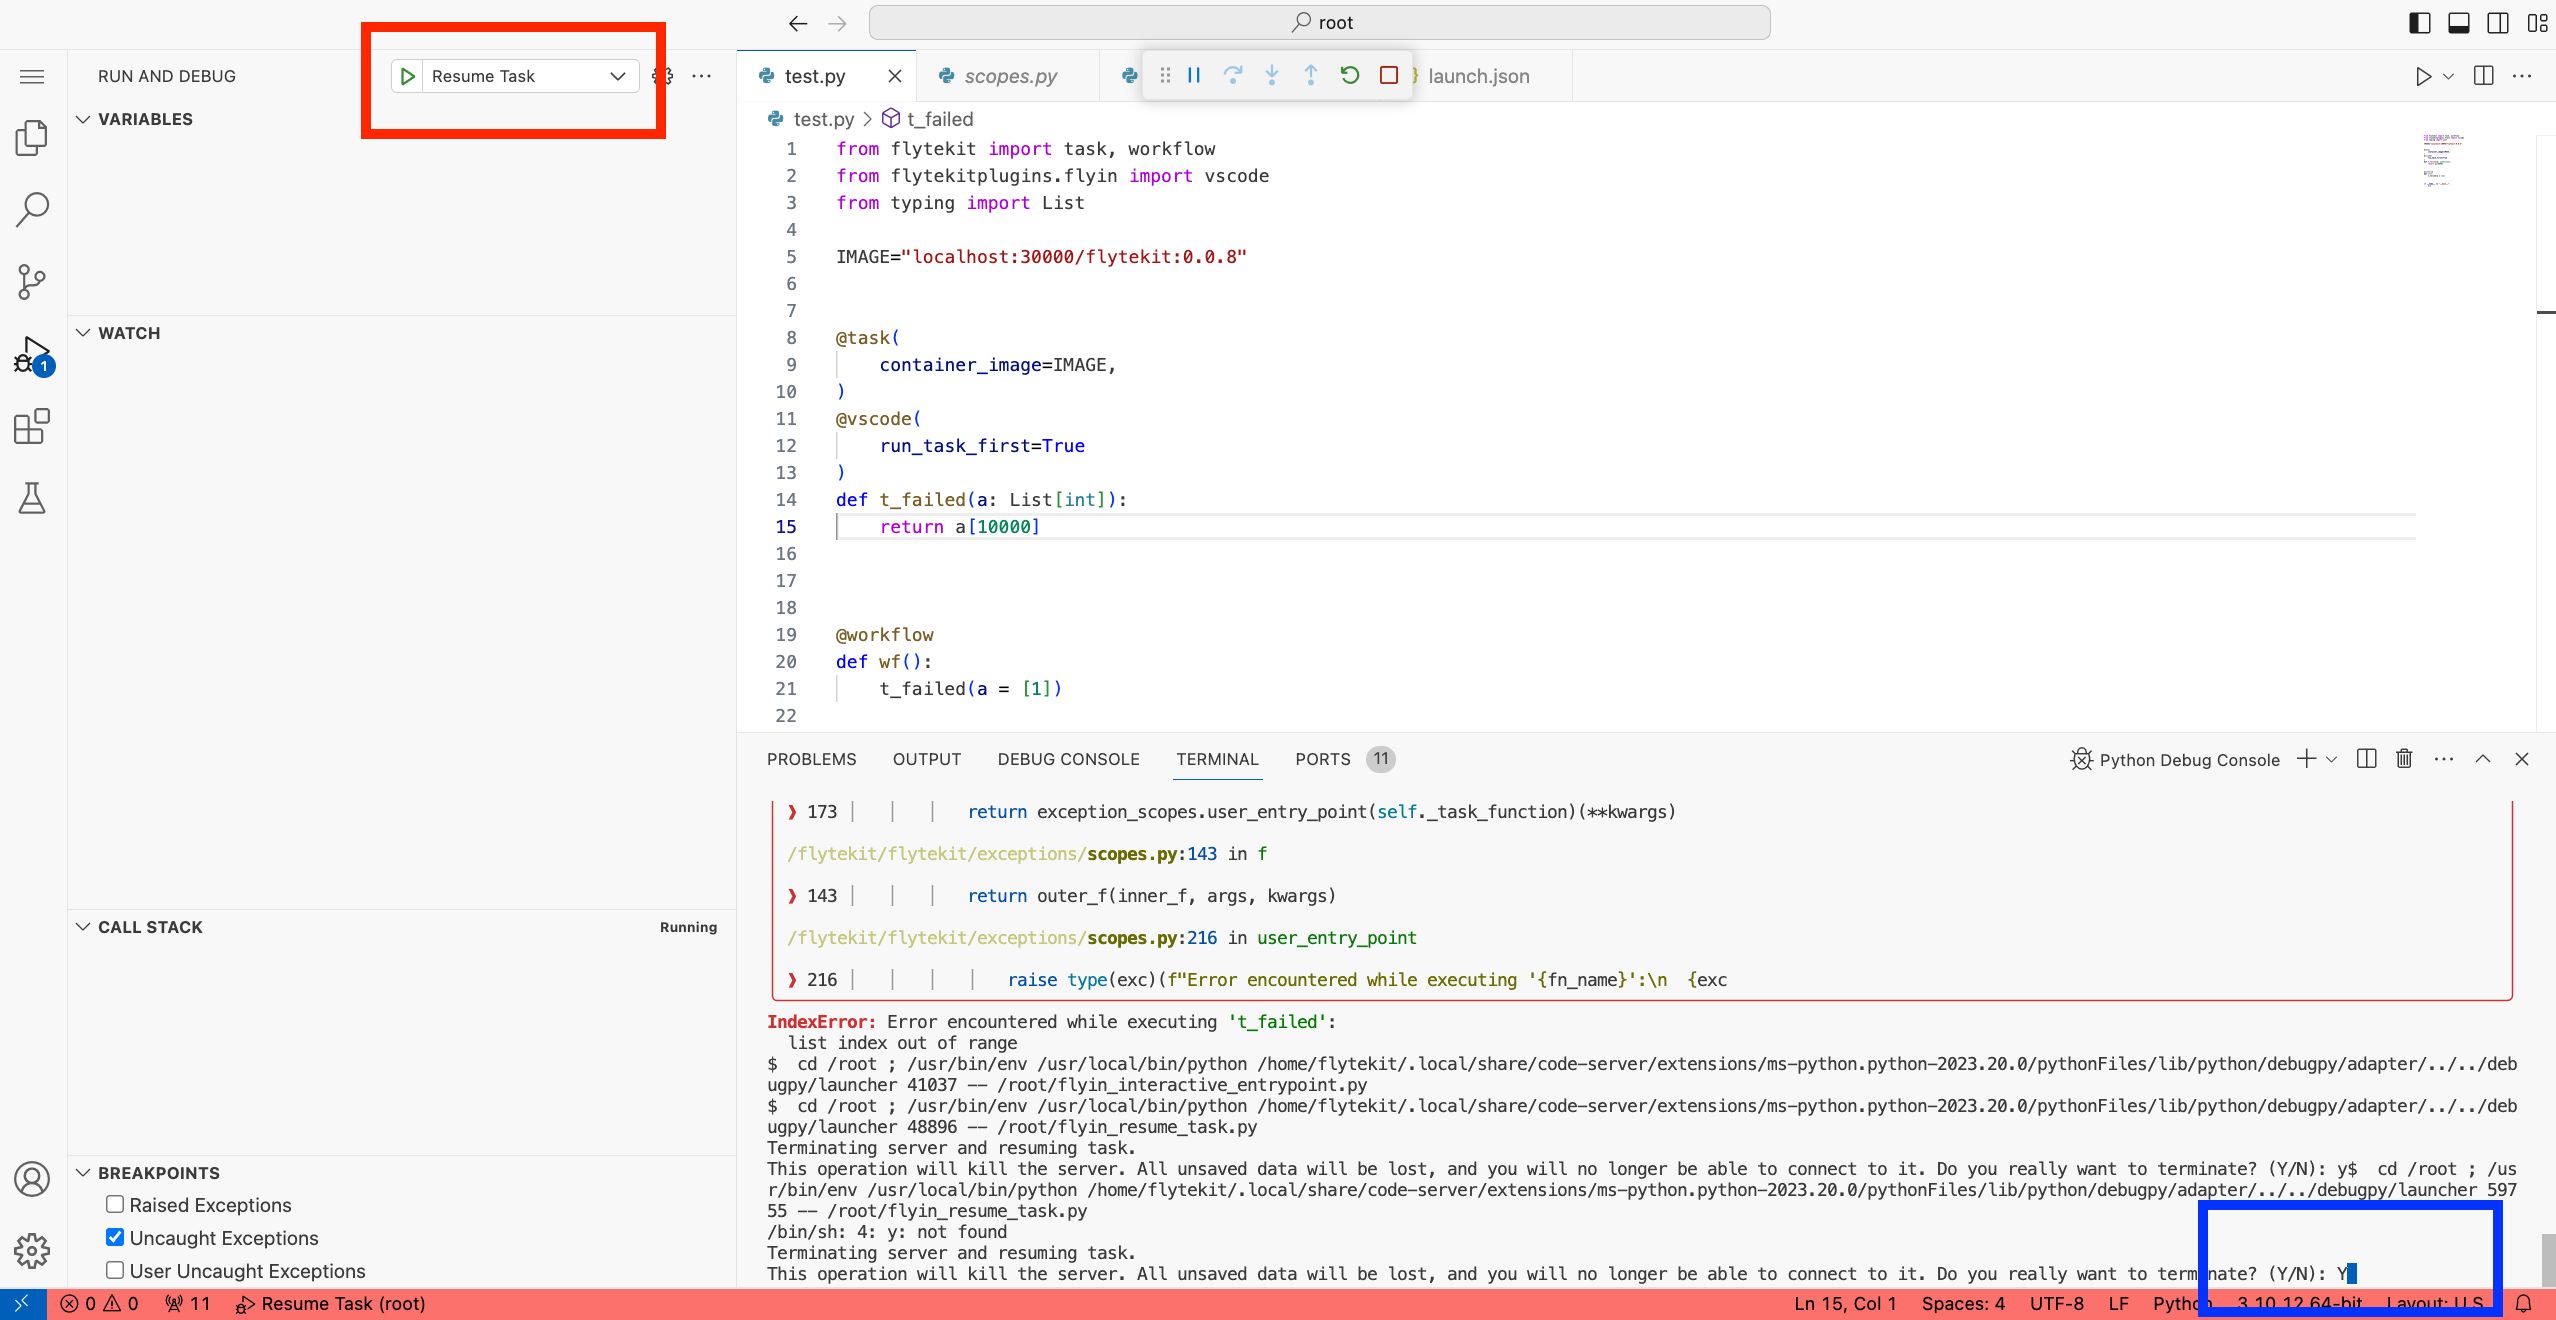 root
RUN AND DEBUG
Resume Task
VARIABLES
WATCH
1
CALL STACK
Running
BREAKPOINTS
Raised Exceptions
Uncaught Exceptions
User Uncaught Exceptions
test.py
scopes.py
launch.json
test.py > t_failed
1 from flytekit import task, workflow
2 from flytekitplugins.flyin import vscode
3 from typing import List
4
5 IMAGE="localhost:30000/flytekit:0.0.8"
6
7
8 @task(
9 container_image=IMAGE,
10 )
11 @vscode(
12 run_task_first=True
13 )
14 def t_failed(a: List[int]):
15 return a[10000]
16
17
18
19 @workflow
20 def wf():
21 t_failed(a = [1])
22
PROBLEMS OUTPUT DEBUG CONSOLE TERMINAL PORTS 11
Python Debug Console
❱ 173 │ │ │ return exception_scopes.user_entry_point(self._task_function)(**kwargs)
/flytekit/flytekit/exceptions/scopes.py:143 in f
❱ 143 │ │ │ return outer_f(inner_f, args, kwargs)
/flytekit/flytekit/exceptions/scopes.py:216 in user_entry_point
❱ 216 │ │ │ │ raise type(exc)(f"Error encountered while executing '{fn_name}':\n {exc
IndexError: Error encountered while executing 't_failed':
list index out of range
$ cd /root ; /usr/bin/env /usr/local/bin/python /home/flytekit/.local/share/code-server/extensions/ms-python.python-2023.20.0/pythonFiles/lib/python/debugpy/adapter/../../deb
ugpy/launcher 41037 -- /root/flyin_interactive_entrypoint.py
$ cd /root ; /usr/bin/env /usr/local/bin/python /home/flytekit/.local/share/code-server/extensions/ms-python.python-2023.20.0/pythonFiles/lib/python/debugpy/adapter/../../deb
ugpy/launcher 48896 -- /root/flyin_resume_task.py
Terminating server and resuming task.
This operation will kill the server. All unsaved data will be lost, and you will no longer be able to connect to it. Do you really want to terminate? (Y/N): y$ cd /root ; /us
r/bin/env /usr/local/bin/python /home/flytekit/.local/share/code-server/extensions/ms-python.python-2023.20.0/pythonFiles/lib/python/debugpy/adapter/../../debugpy/launcher 597
55 -- /root/flyin_resume_task.py
/bin/sh: 4: y: not found
Terminating server and resuming task.
This operation will kill the server. All unsaved data will be lost, and you will no longer be able to connect to it. Do you really want to terminate? (Y/N): Y
0 0 11 Resume Task (root) Ln 15, Col 1 Spaces: 4 UTF-8 LF Python 3.10.12 64-bit Layout: U.S.